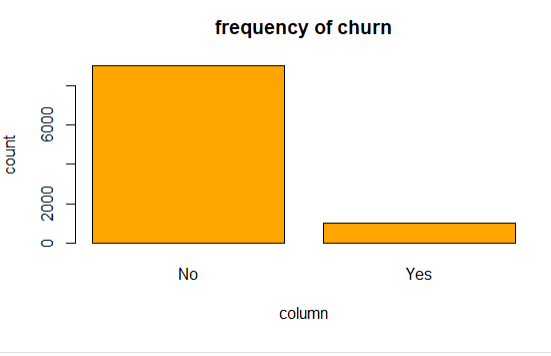 frequency of churn
count
6000
2000
0
No Yes
column